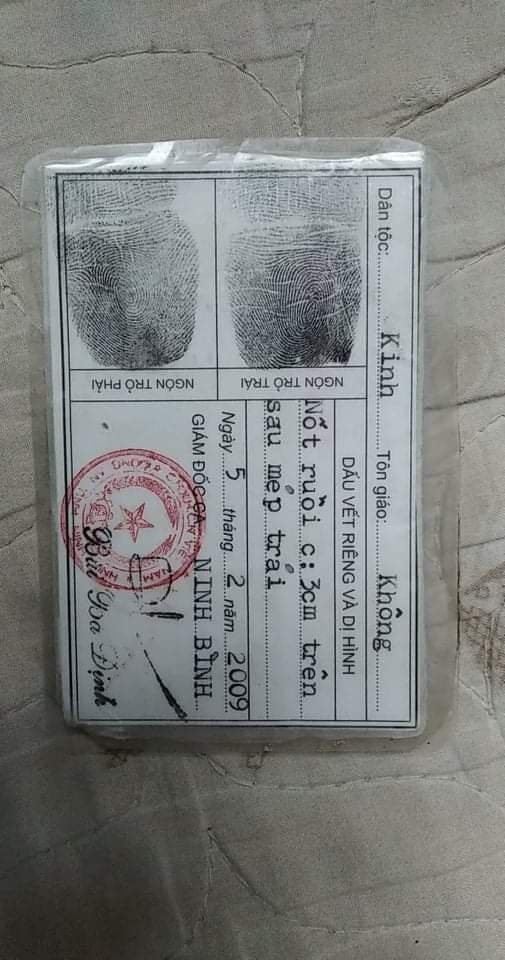 Dân tộc: Kinh Tôn giáo: Không
NGÓN TRỎ TRÁI
NGÓN TRỎ PHẢI
DẤU VẾT RIÊNG VÀ DỊ HÌNH
Nốt ruồi c: 3cm trên
sau mép trái
Ngày 5 tháng 2 năm 2009
GIÁM ĐỐC CA NINH BÌNH